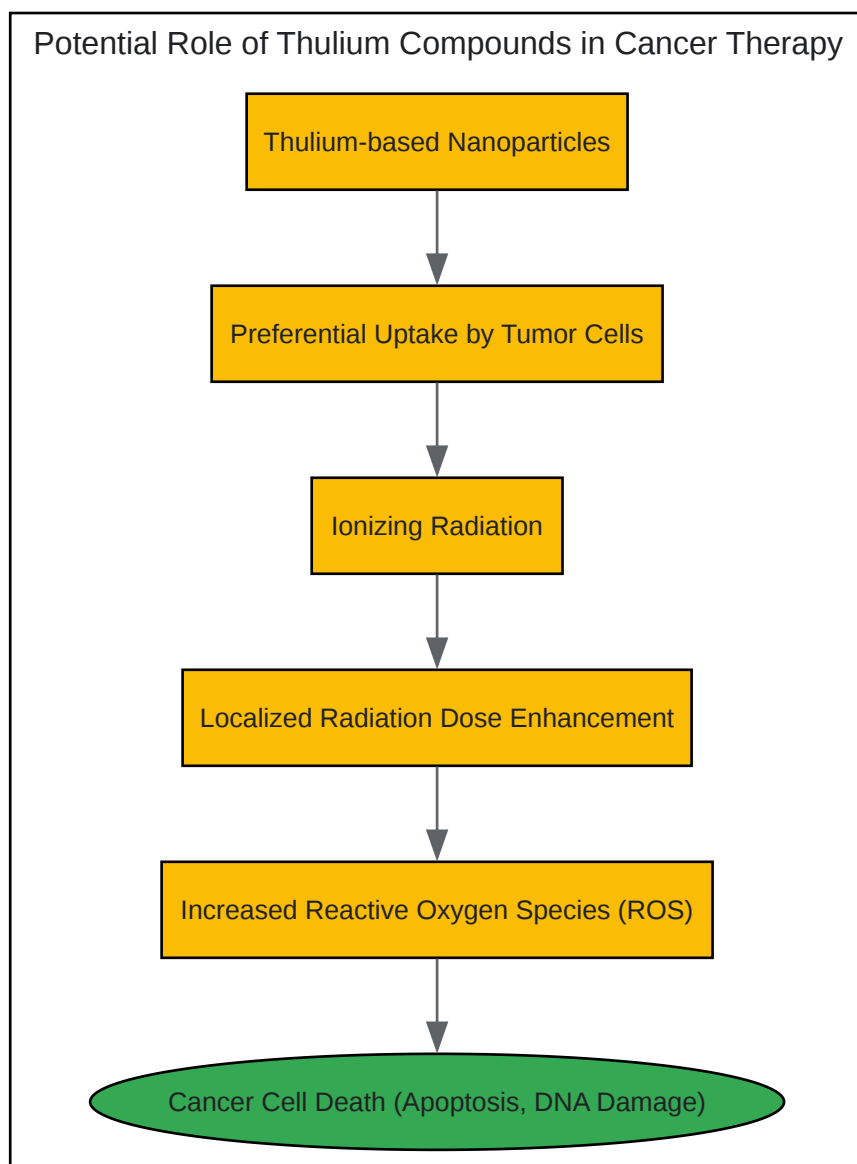 Potential Role of Thulium Compounds in Cancer Therapy
Thulium-based Nanoparticles
Preferential Uptake by Tumor Cells
Ionizing Radiation
Localized Radiation Dose Enhancement
Increased Reactive Oxygen Species (ROS)
Cancer Cell Death (Apoptosis, DNA Damage)